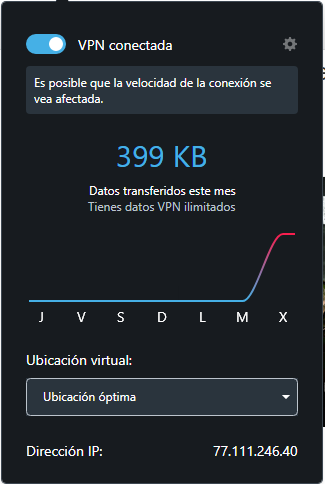 VPN conectada
Es posible que la velocidad de la conexión se
vea afectada.
399 KB
Datos transferidos este mes
Tienes datos VPN ilimitados
J V S D L M X
Ubicación virtual:
Ubicación óptima
Dirección IP: 77.111.246.40